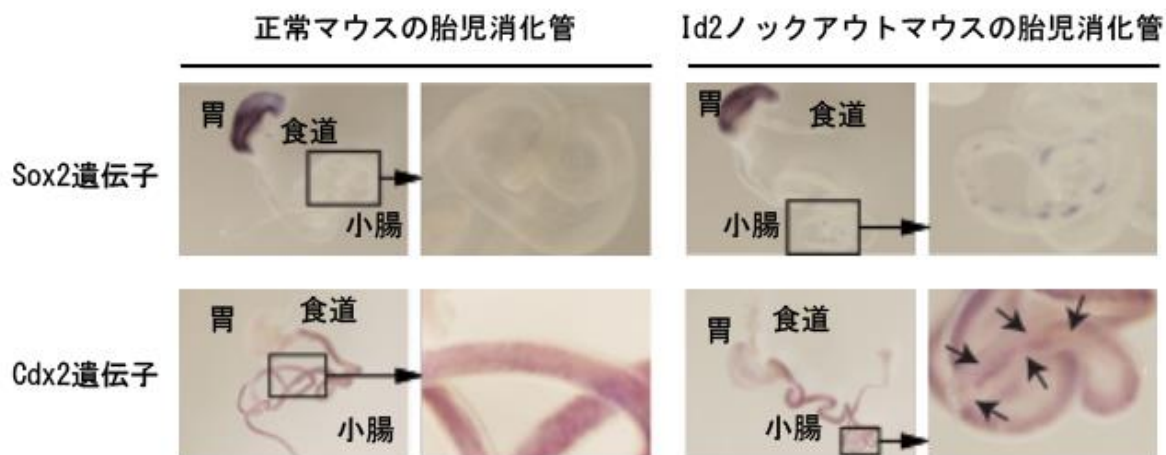 正常マウスの胎児消化管
Id2ノックアウトマウスの胎児消化管
Sox2遺伝子
胃
食道
小腸
胃
食道
小腸
Cdx2遺伝子
胃
食道
小腸
胃
食道
小腸